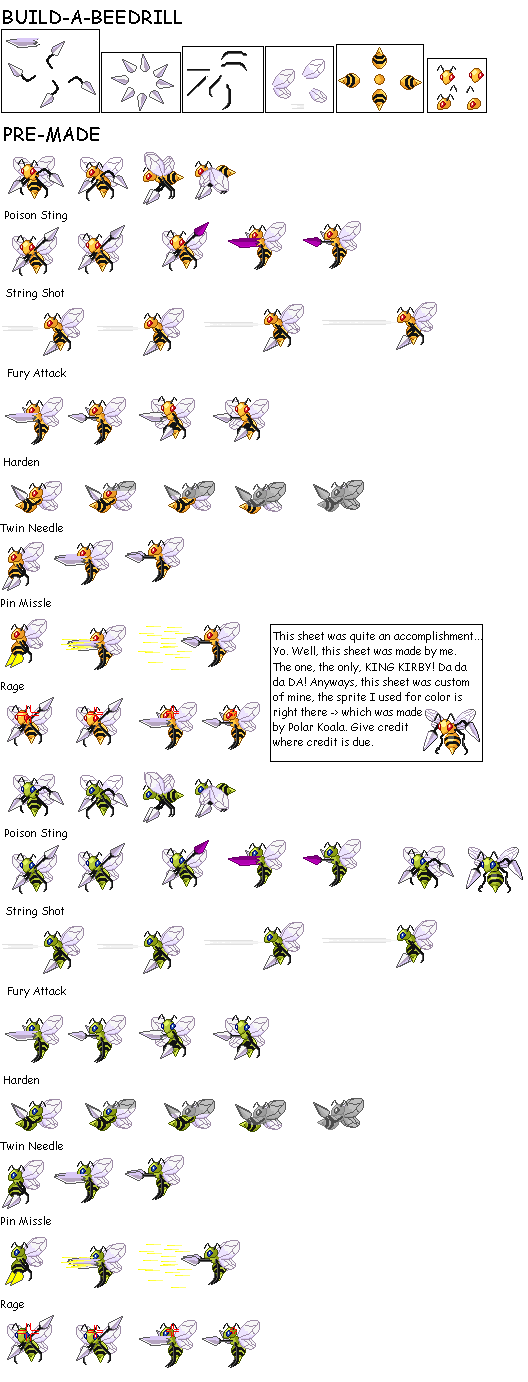 BUILD-A-BEEDRILL
PRE-MADE
Poison Sting
String Shot
Fury Attack
Harden
Twin Needle
Pin Missle
Rage
This sheet was quite an accomplishment...
Yo. Well, this sheet was made by me.
The one, the only, KING KIRBY! Da da
da DA! Anyways, this sheet was custom
of mine, the sprite I used for color is
right there -> which was made
by Polar Koala. Give credit
where credit is due.
Poison Sting
String Shot
Fury Attack
Harden
Twin Needle
Pin Missle
Rage